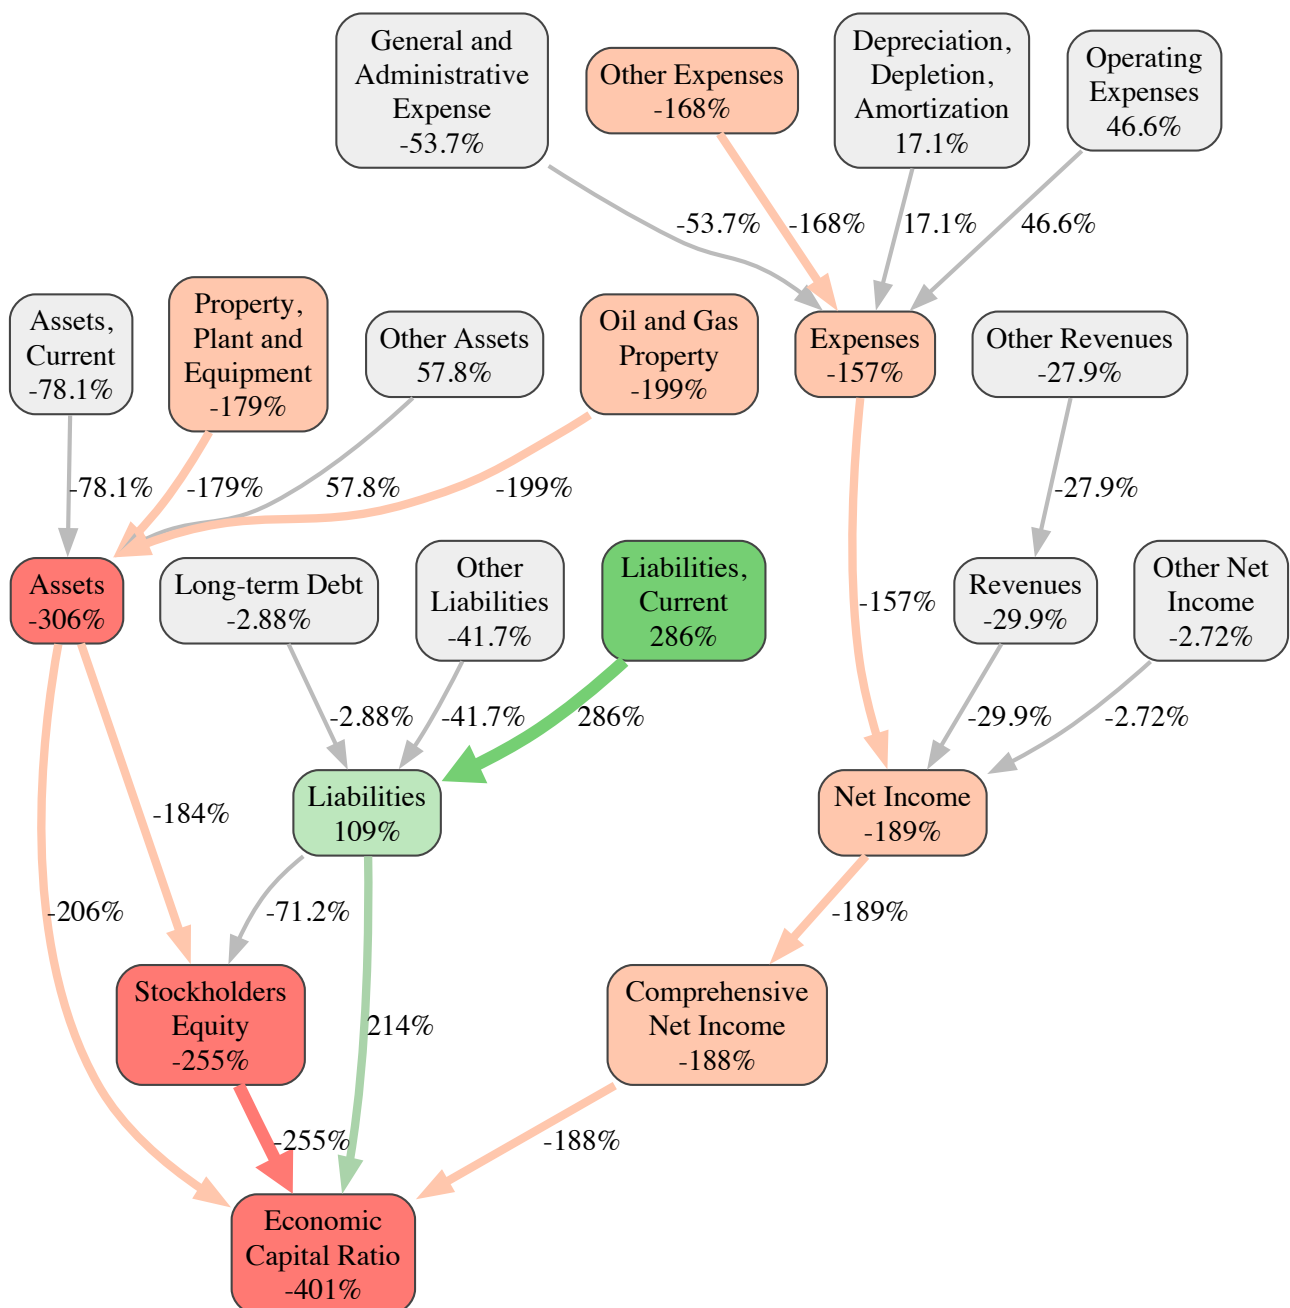 General and
Administrative
Expense
-53.7%
Other Expenses
-168%
Depreciation,
Depletion,
Amortization
17.1%
Operating
Expenses
46.6%
-53.7%
-168%
17.1%
46.6%
Assets,
Current
-78.1%
Property,
Plant and
Equipment
-179%
Other Assets
57.8%
Oil and Gas
Property
-199%
Expenses
-157%
Other Revenues
-27.9%
-78.1%
-179%
57.8%
-199%
-27.9%
Assets
-306%
Long-term Debt
-2.88%
Other
Liabilities
-41.7%
Liabilities,
Current
286%
-157%
Revenues
-29.9%
Other Net
Income
-2.72%
-2.88%
-41.7%
286%
-29.9%
-2.72%
-184%
Liabilities
109%
Net Income
-189%
-206%
-71.2%
-189%
Stockholders
Equity
-255%
214%
Comprehensive
Net Income
-188%
-255%
-188%
Economic
Capital Ratio
-401%